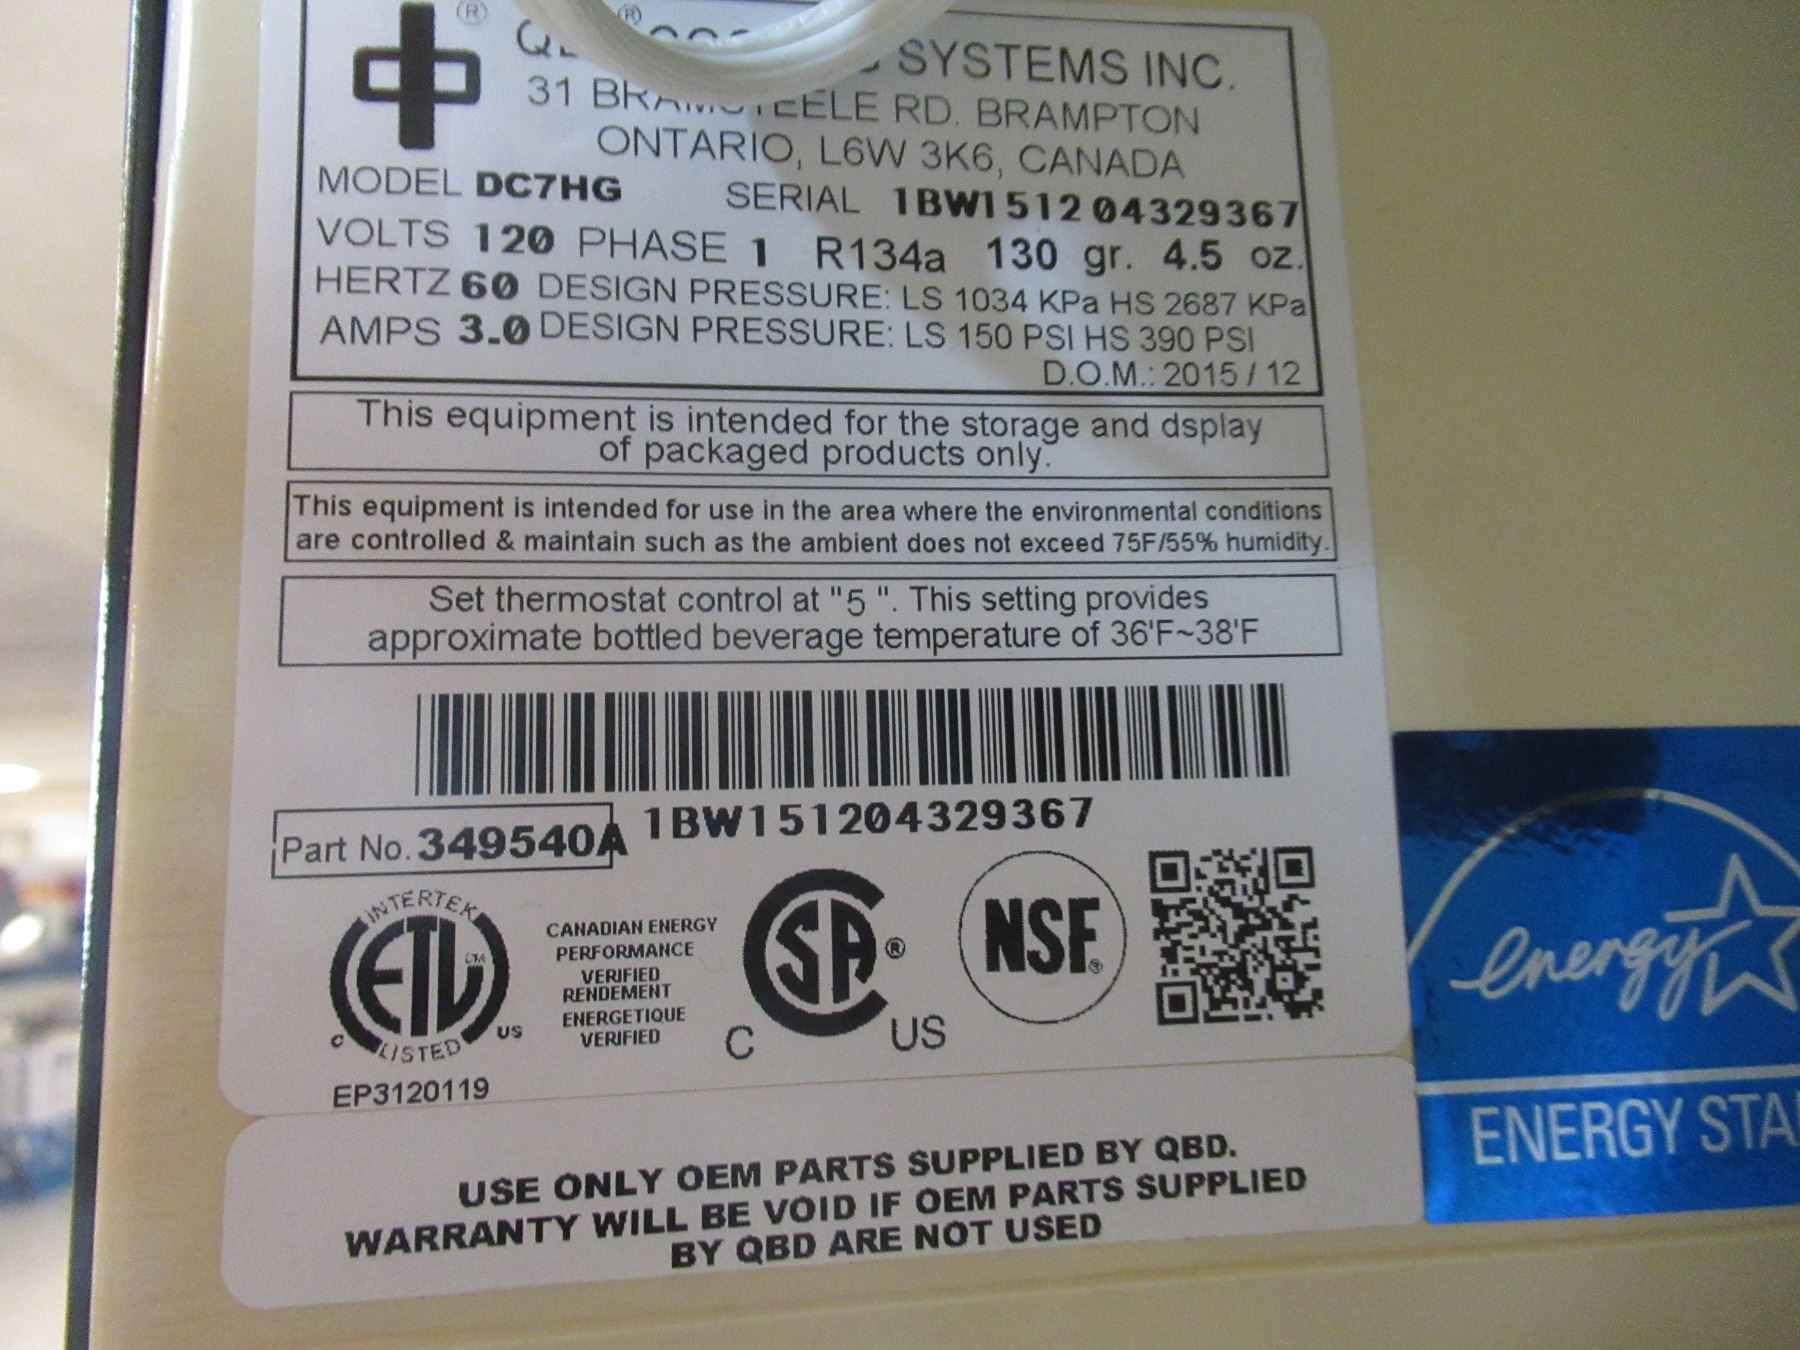 ® ®
SYSTEMS INC.
31 BRAMSTEELE RD. BRAMPTON
ONTARIO, L6W 3K6, CANADA
MODEL DC7HG SERIAL 1BW151204329367
VOLTS 120 PHASE 1 R134a 130 gr. 4.5 oz.
HERTZ 60 DESIGN PRESSURE: LS 1034 KPa HS 2687 KPa
AMPS 3.0 DESIGN PRESSURE: LS 150 PSI HS 390 PSI
D.O.M.: 2015 / 12
This equipment is intended for the storage and dsplay
of packaged products only.
This equipment is intended for use in the area where the environmental conditions
are controlled & maintain such as the ambient does not exceed 75F/55% humidity.
Set thermostat control at "5 ". This setting provides
approximate bottled beverage temperature of 36'F~38'F
1BW151204329367
Part No. 349540A
INTERTEK
ETL CM
C LISTED US
EP3120119
CANADIAN ENERGY
PERFORMANCE
VERIFIED
RENDEMENT
ENERGETIQUE
VERIFIED
C SA ® US
NSF ®
energy
ENERGY STA
USE ONLY OEM PARTS SUPPLIED BY QBD.
WARRANTY WILL BE VOID IF OEM PARTS SUPPLIED
BY QBD ARE NOT USED